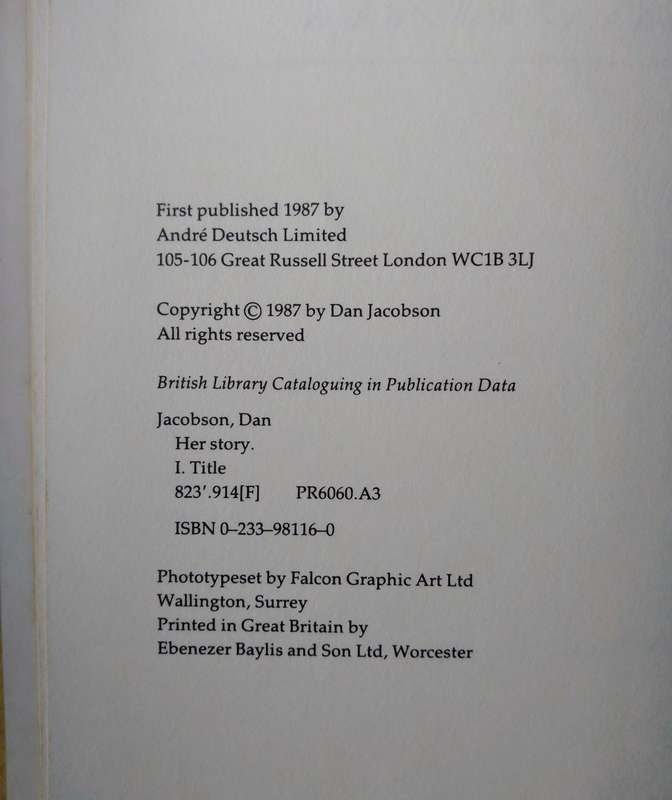 First published 1987 by
André Deutsch Limited
105-106 Great Russell Street London WC1B 3LJ
Copyright © 1987 by Dan Jacobson
All rights reserved
British Library Cataloguing in Publication Data
Jacobson, Dan
Her story.
I. Title
823′.914[F] PR6060.A3
ISBN 0–233–98116–0
Phototypeset by Falcon Graphic Art Ltd
Wallington, Surrey
Printed in Great Britain by
Ebenezer Baylis and Son Ltd, Worcester